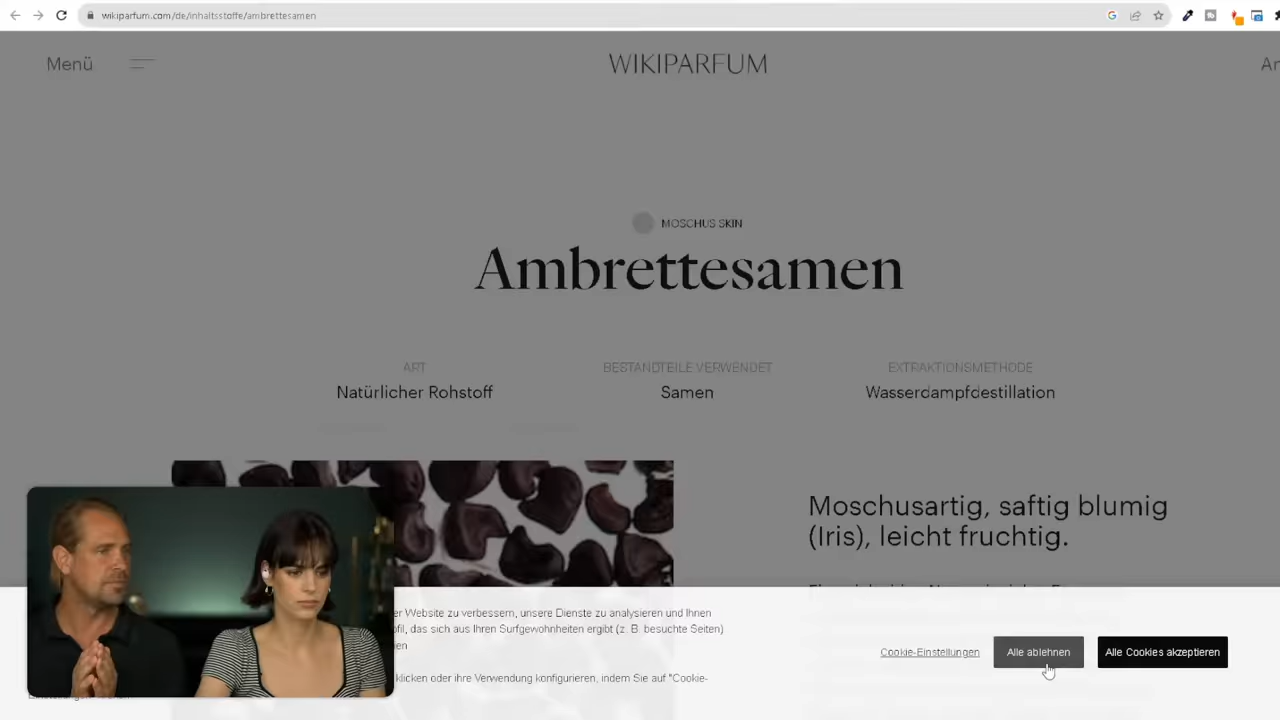 wikiparfum.com/de/inhaltsstoffe/ambrettesamen
Menü
WIKIPARFUM
MOSCHUS SKIN
Ambrettesamen
ART
Natürlicher Rohstoff
BESTANDTEILE VERWENDET
Samen
EXTRAKTIONSMETHODE
Wasserdampfdestillation
Moschusartig, saftig blumig
(Iris), leicht fruchtig.
Website zu verbessern, unsere Dienste zu analysieren und Ihnen
das sich aus Ihren Surfgewohnheiten ergibt (z. B. besuchte Seiten)
klicken oder ihre Verwendung konfigurieren, indem Sie auf "Cookie-
Cookie-Einstellungen
Alle ablehnen
Alle Cookies akzeptieren